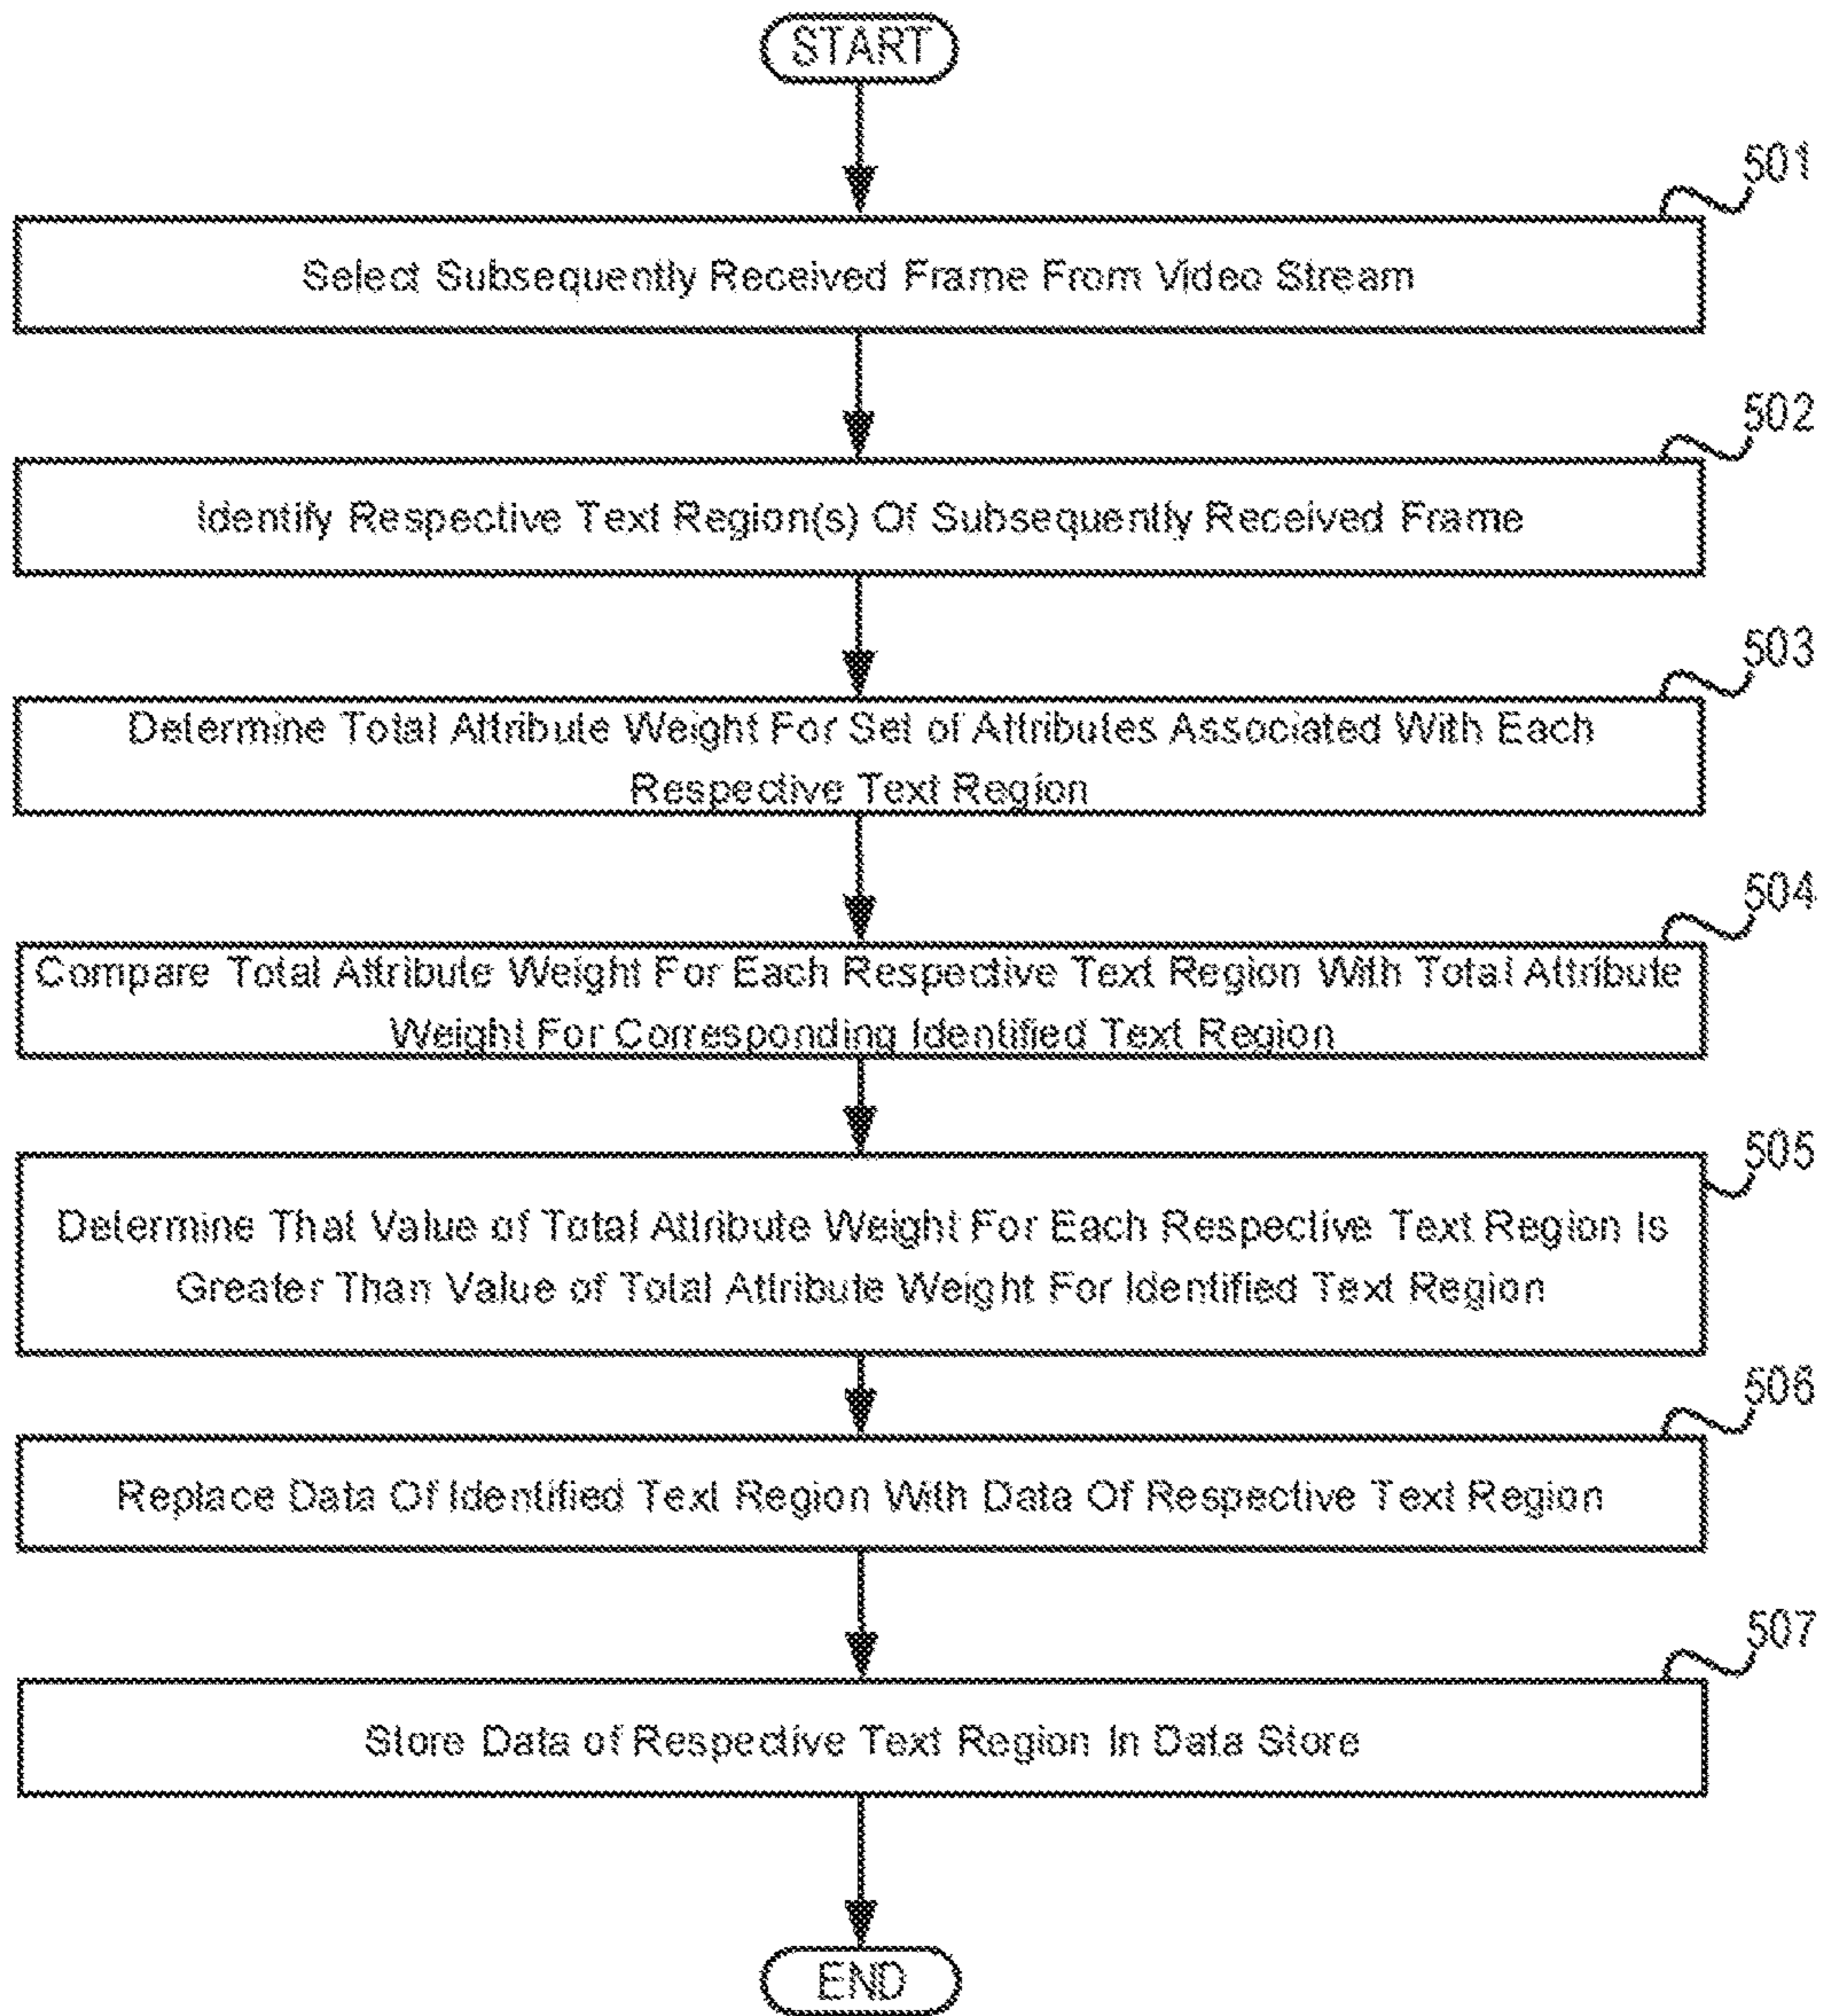 START
501
Select Subsequently Received Frame From Video Stream
502
Identify Respective Text Region(s) Of Subsequently Received Frame
503
Determine Total Attribute Weight For Set of Attributes Associated With Each
Respective Text Region
504
Compare Total Attribute Weight For Each Respective Text Region With Total Attribute
Weight For Corresponding Identified Text Region
505
Determine That Value of Total Attribute Weight For Each Respective Text Region Is
Greater Than Value of Total Attribute Weight For Identified Text Region
506
Replace Data Of Identified Text Region With Data Of Respective Text Region
507
Store Data of Respective Text Region In Data Store
END